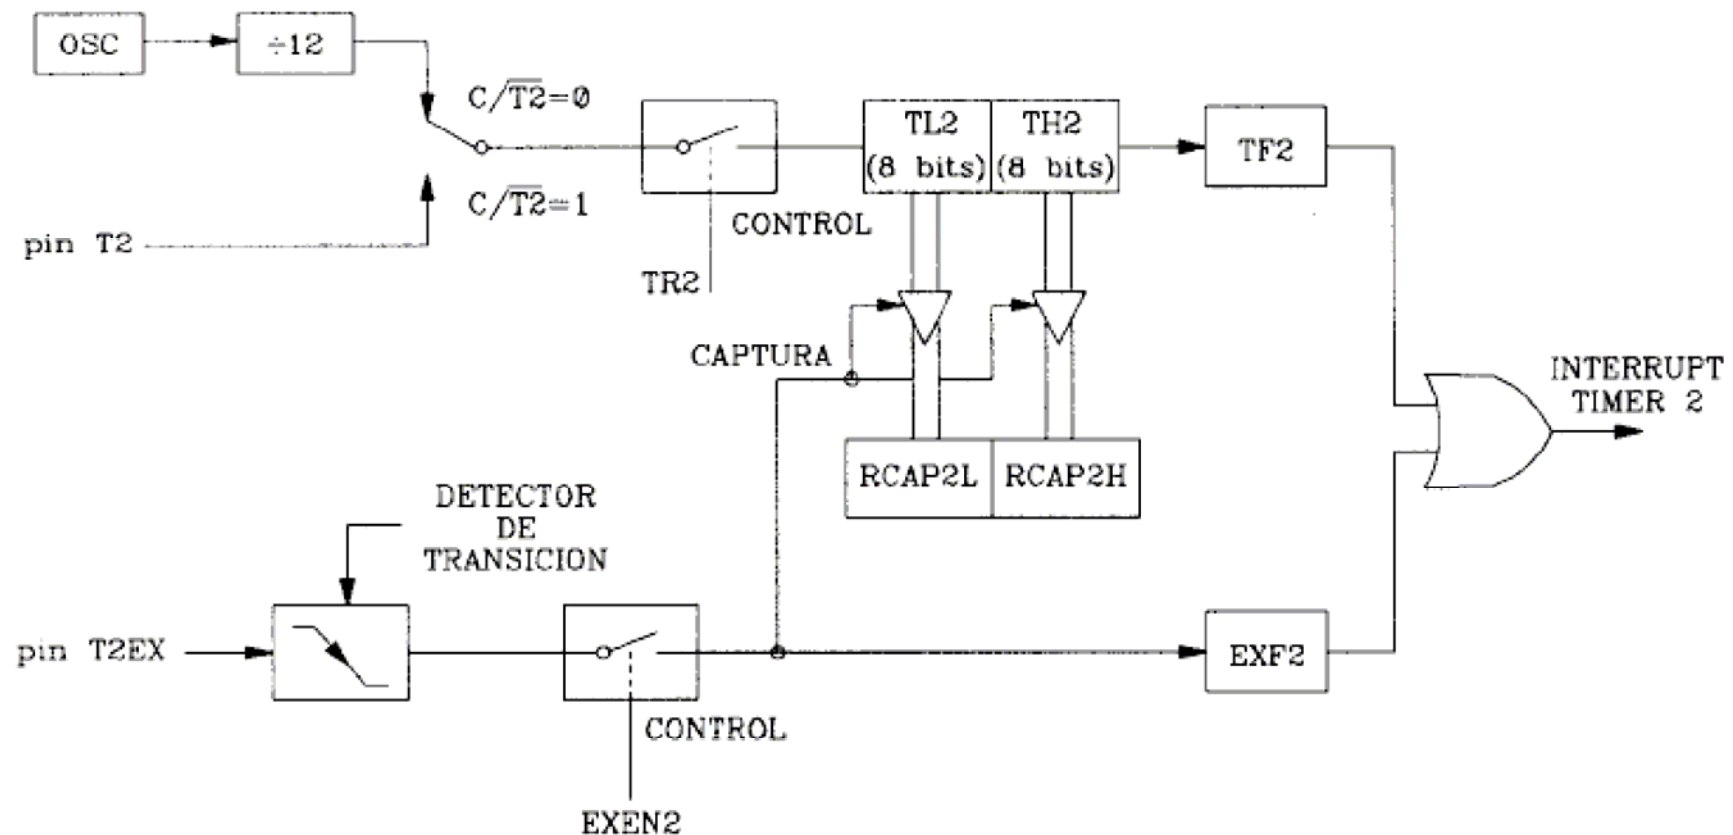 OSC
÷12
C/T2=0
C/T2=1
pin T2
CONTROL
TR2
TL2
(8 bits)
TH2
(8 bits)
TF2
CAPTURA
RCAP2L
RCAP2H
INTERRUPT
TIMER 2
DETECTOR
DE
TRANSICION
pin T2EX
CONTROL
EXEN2
EXF2